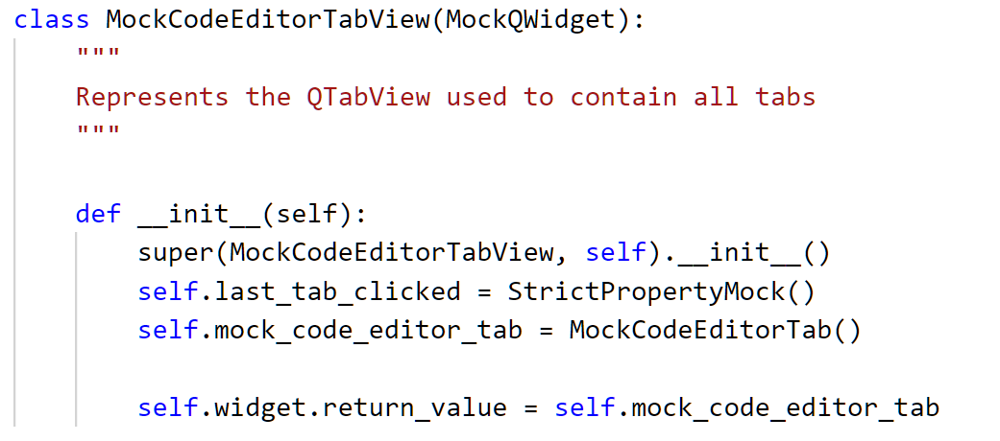 class MockCodeEditorTabView(MockQWidget):
"""
Represents the QTabView used to contain all tabs
"""
def __init__(self):
super(MockCodeEditorTabView, self).__init__()
self.last_tab_clicked = StrictPropertyMock()
self.mock_code_editor_tab = MockCodeEditorTab()
self.widget.return_value = self.mock_code_editor_tab